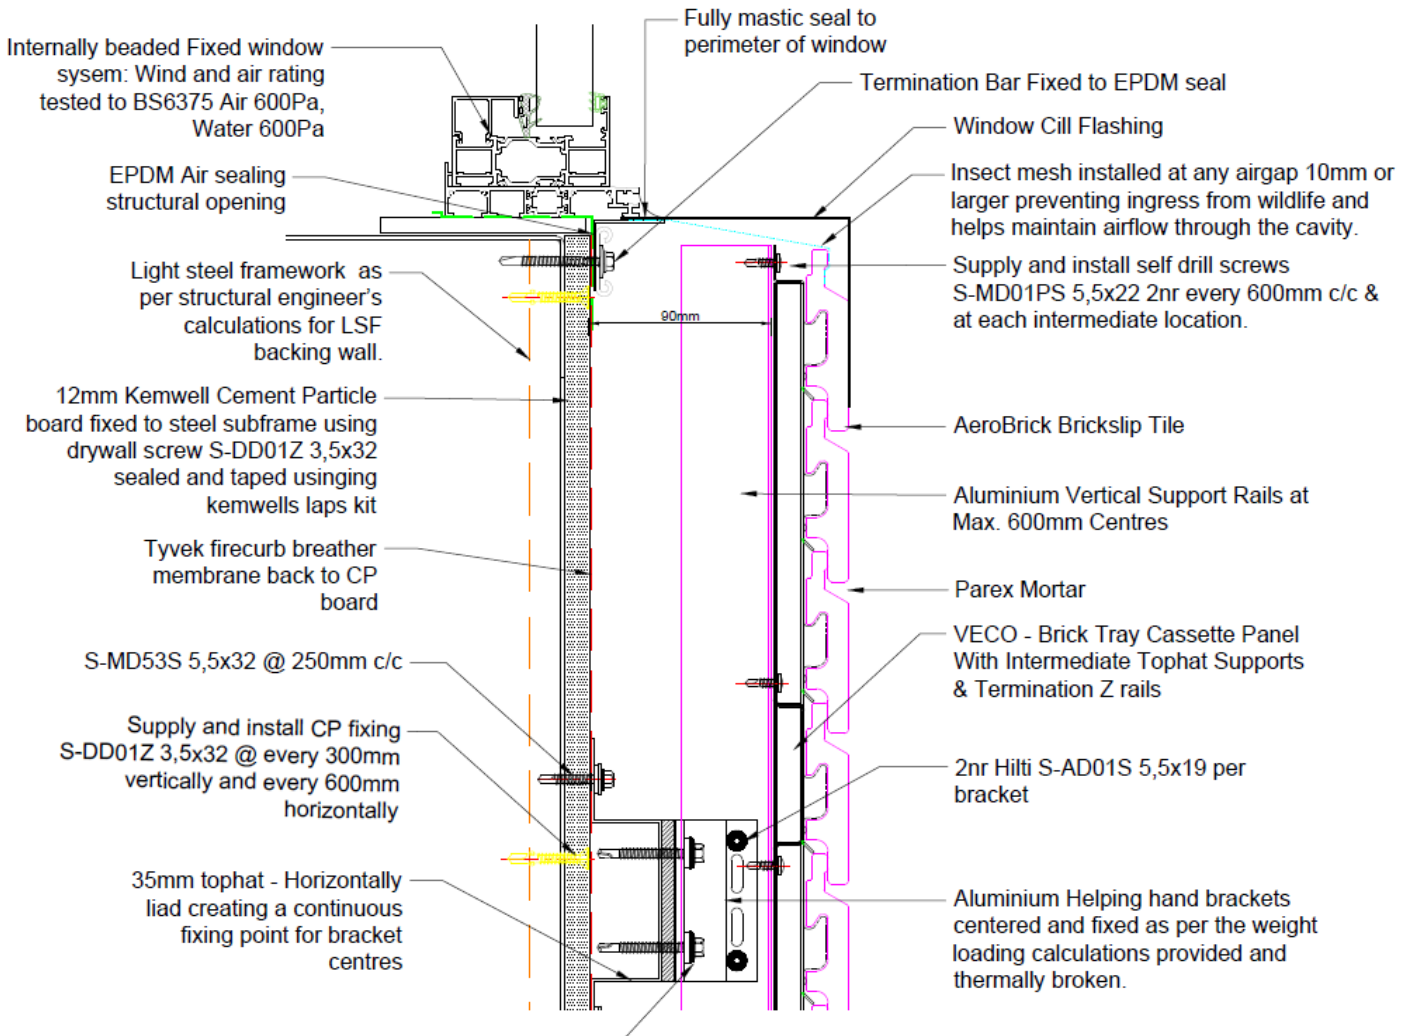 Internally beaded Fixed window
sysem: Wind and air rating
tested to BS6375 Air 600Pa,
Water 600Pa
EPDM Air sealing
structural opening
Light steel framework as
per structural engineer's
calculations for LSF
backing wall.
12mm Kemwell Cement Particle
board fixed to steel subframe using
drywall screw S-DD01Z 3,5x32
sealed and taped usinging
kemwells laps kit
Tyvek firecurb breather
membrane back to CP
board
S-MD53S 5,5x32 @ 250mm c/c
Supply and install CP fixing
S-DD01Z 3,5x32 @ every 300mm
vertically and every 600mm
horizontally
35mm tophat - Horizontally
liad creating a continuous
fixing point for bracket
centres
90mm
Fully mastic seal to
perimeter of window
Termination Bar Fixed to EPDM seal
Window Cill Flashing
Insect mesh installed at any airgap 10mm or
larger preventing ingress from wildlife and
helps maintain airflow through the cavity.
Supply and install self drill screws
S-MD01PS 5,5x22 2nr every 600mm c/c &
at each intermediate location.
AeroBrick Brickslip Tile
Aluminium Vertical Support Rails at
Max. 600mm Centres
Parex Mortar
VECO - Brick Tray Cassette Panel
With Intermediate Tophat Supports
& Termination Z rails
2nr Hilti S-AD01S 5,5x19 per
bracket
Aluminium Helping hand brackets
centered and fixed as per the weight
loading calculations provided and
thermally broken.